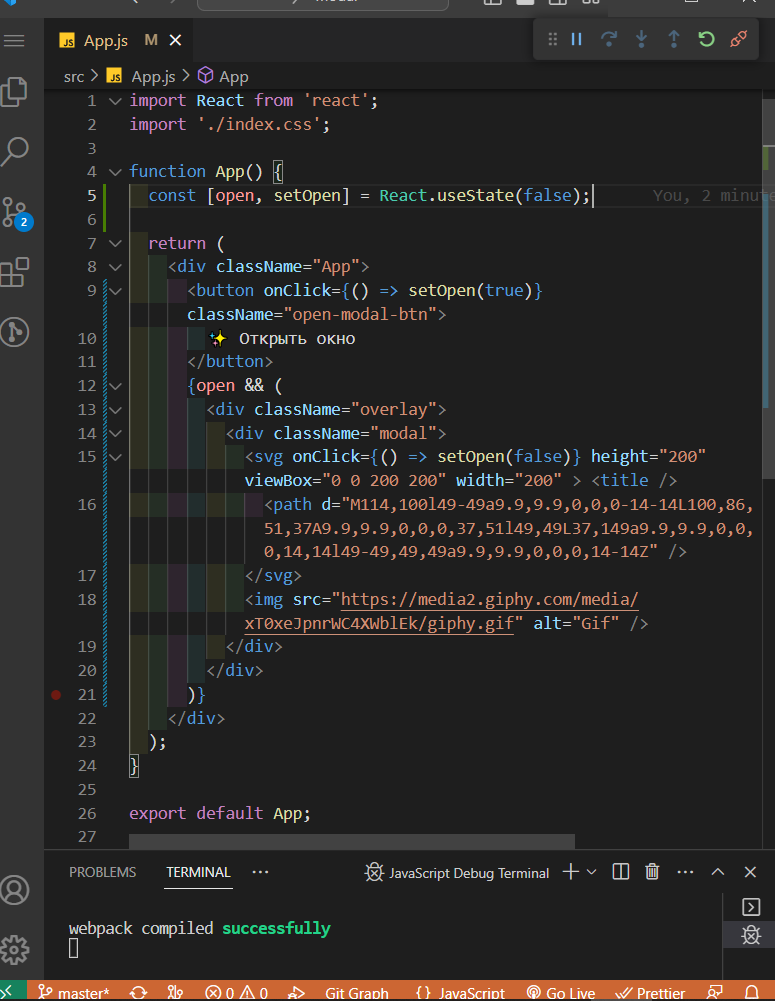 App.js M
src > App.js > App
1 import React from 'react';
2 import './index.css';
3
4 function App() {
5 const [open, setOpen] = React.useState(false); You, 2
6
7 return (
8 <div className="App">
9 <button onClick={() => setOpen(true)}
className="open-modal-btn">
10 ✨ Открыть окно
11 </button>
12 {open && (
13 <div className="overlay">
14 <div className="modal">
15 <svg onClick={() => setOpen(false)} height="200"
viewBox="0 0 200 200" width="200" > <title />
16 <path d="M114,100l49-49a9.9,9.9,0,0,0-14-14L100,86,
51,37A9.9,9.9,0,0,0,37,51l49,49L37,149a9.9,9.9,0,0,
0,14,14l49-49,49,49a9.9,9.9,0,0,0,14-14Z" />
17 </svg>
18 <img src="https://media2.giphy.com/media/
xT0xeJpnrWC4XWblEk/giphy.gif" alt="Gif" />
19 </div>
20 </div>
21 )}
22 </div>
23 );
24 }
25
26 export default App;
27
2
PROBLEMS TERMINAL ··· JavaScript Debug Terminal
webpack compiled successfully
master* 0 0 Git Graph {} JavaScript Go Live Prettier